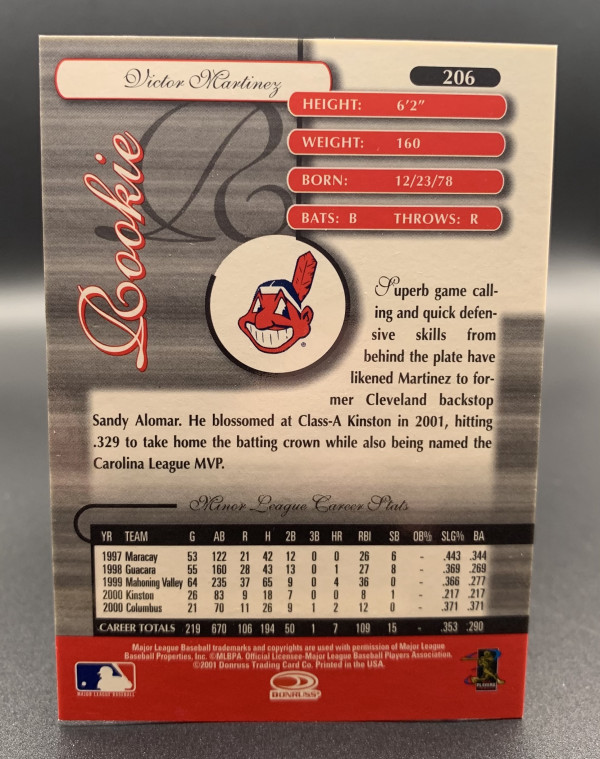 Victor Martinez
206
Rookie
HEIGHT: 6'2"
WEIGHT: 160
BORN: 12/23/78
BATS: B THROWS: R
R
Superb game call-
ing and quick defen-
sive skills from
behind the plate have
likened Martinez to for-
mer Cleveland backstop
Sandy Alomar. He blossomed at Class-A Kinston in 2001, hitting
.329 to take home the batting crown while also being named the
Carolina League MVP.
Minor League Career Stats
YR TEAM G AB R H 2B 3B HR RBI SB OB% SLG% BA
1997 Maracay 53 122 21 42 12 0 0 26 6 - .443 .344
1998 Guacara 55 160 28 43 13 0 1 27 8 - .369 .269
1999 Mahoning Valley 64 235 37 65 9 0 4 36 0 - .366 .277
2000 Kinston 26 83 9 18 7 0 0 8 1 - .217 .217
2000 Columbus 21 70 11 26 9 1 2 12 0 - .371 .371
CAREER TOTALS 219 670 106 194 50 1 7 109 15 - .353 .290
Major League Baseball trademarks and copyrights are used with permission of Major League
Baseball Properties, Inc. ©MLBPA. Official Licensee-Major League Baseball Players Association.
©2001 Donruss Trading Card Co. Printed in the USA.
MAJOR LEAGUE BASEBALL
DONRUSS
PLAYERS